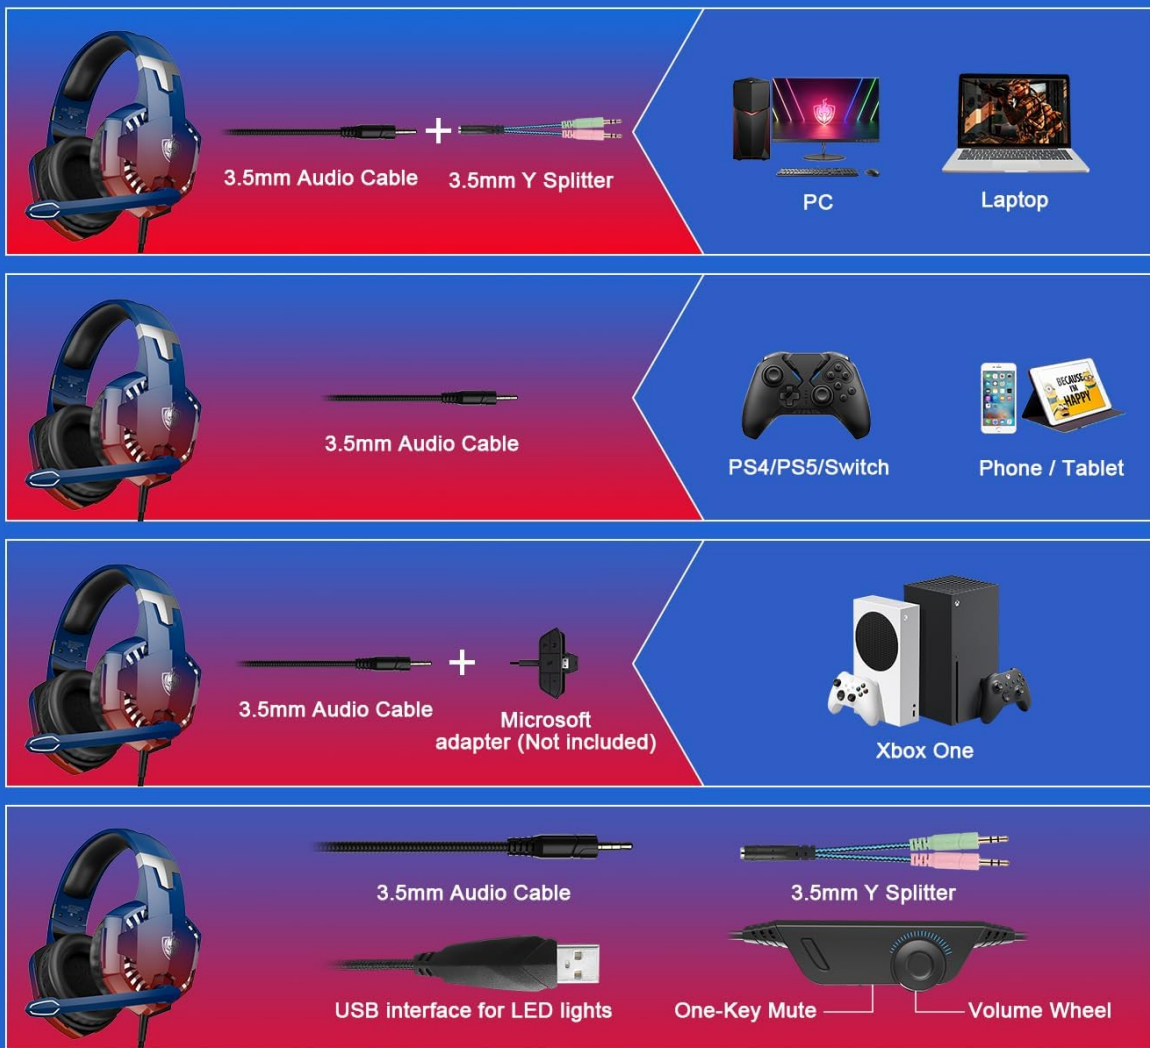 3.5mm Audio Cable
3.5mm Y Splitter
PC
Laptop
3.5mm Audio Cable
PS4/PS5/Switch
BECAUSE
I'M
HAPPY
Phone / Tablet
3.5mm Audio Cable
Microsoft
adapter (Not included)
Xbox One
3.5mm Audio Cable
3.5mm Y Splitter
USB interface for LED lights
One-Key Mute
Volume Wheel